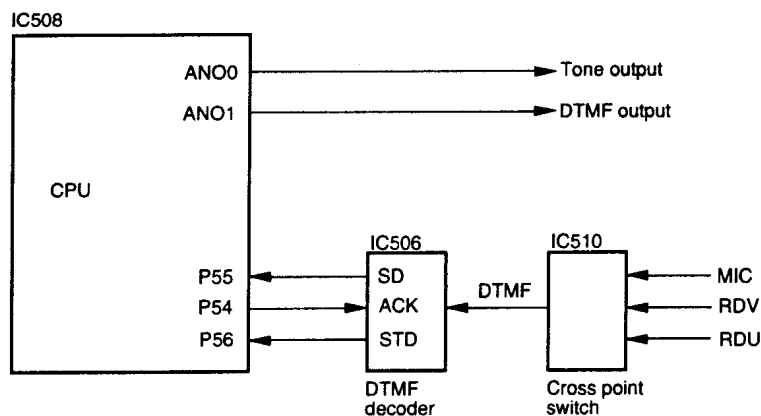 IC508
ANO0
Tone output
ANO1
DTMF output
CPU
IC506
IC510
P55
SD
DTMF
MIC
P54
ACK
RDV
P56
STD
RDU
DTMF
decoder
Cross point
switch